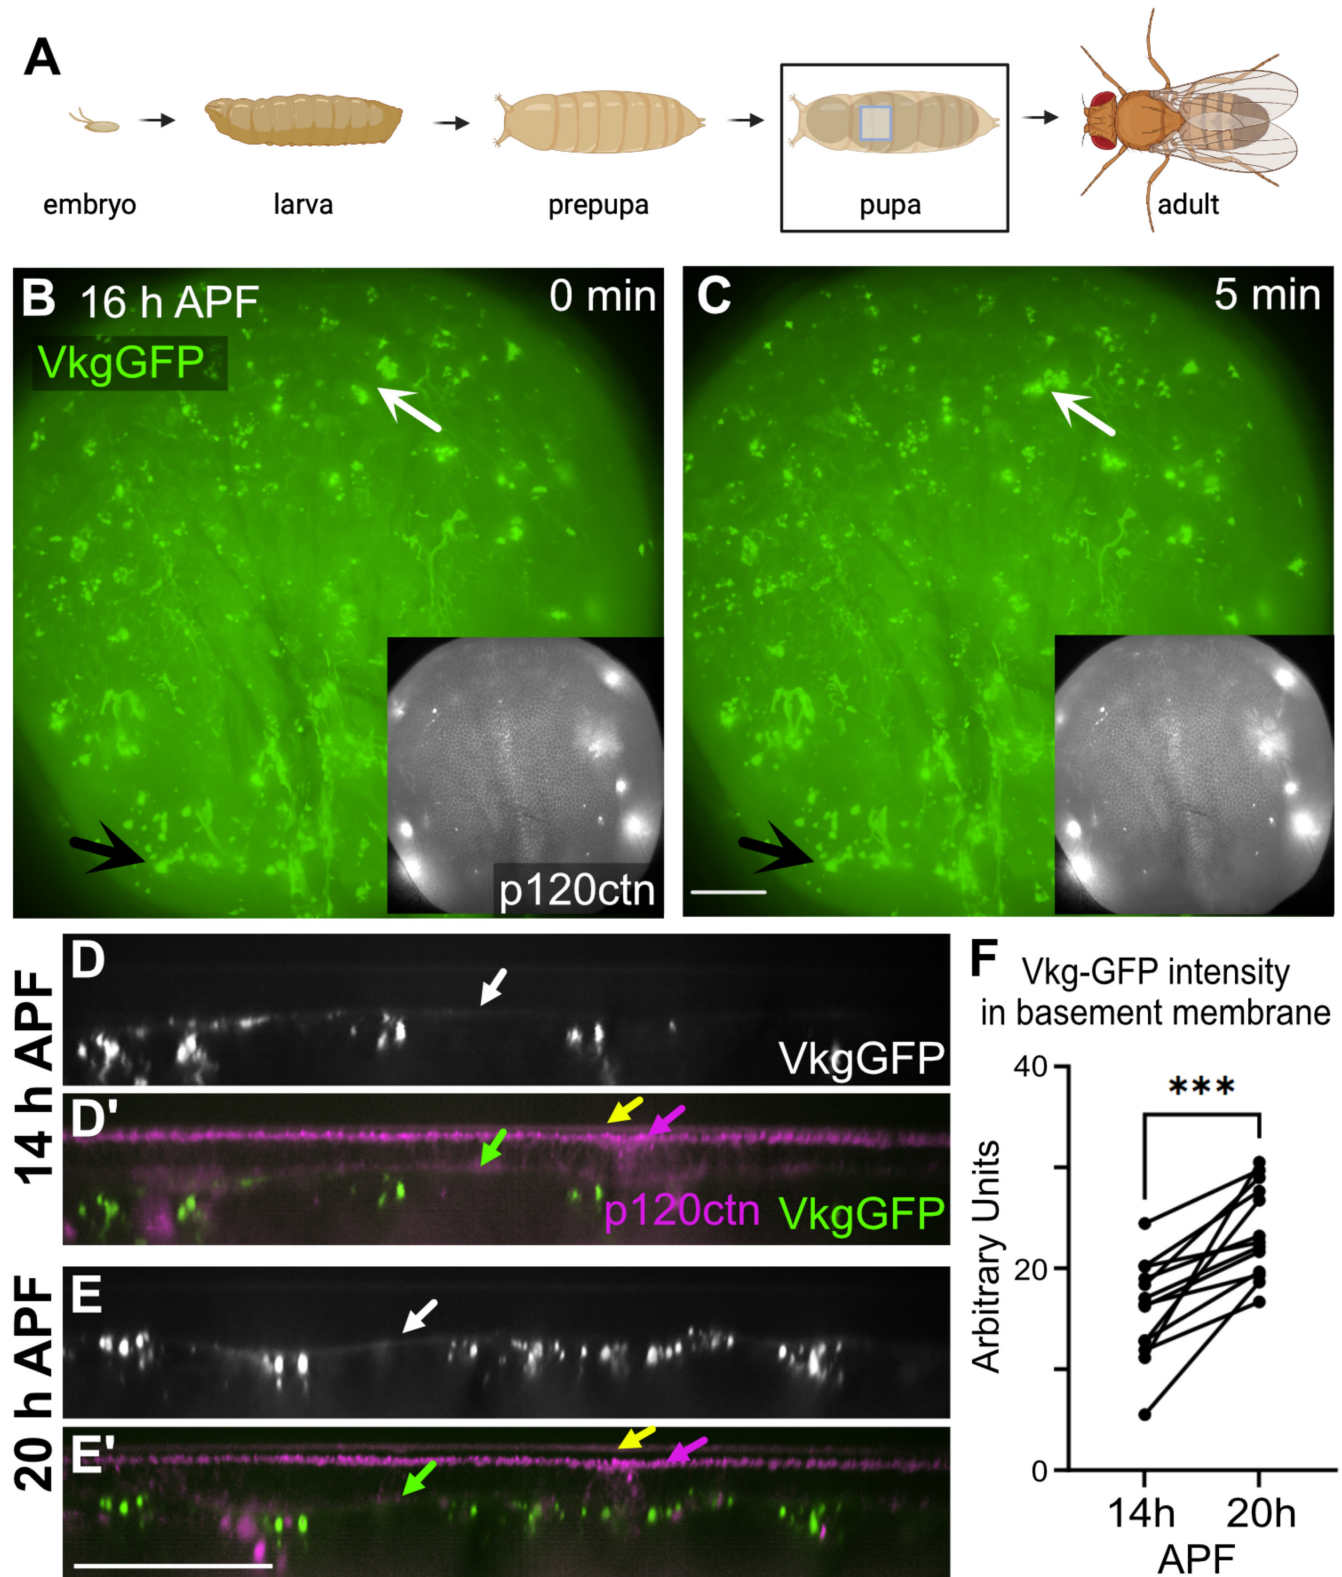 A
embryo
larva
prepupa
pupa
adult
B 16 h APF 0 min
VkgGFP
p120ctn
C 5 min
14 h APF
D
VkgGFP
D'
p120ctn VkgGFP
20 h APF
E
E'
F Vkg-GFP intensity
in basement membrane
Arbitrary Units
40
20
0
***
14h 20h
APF